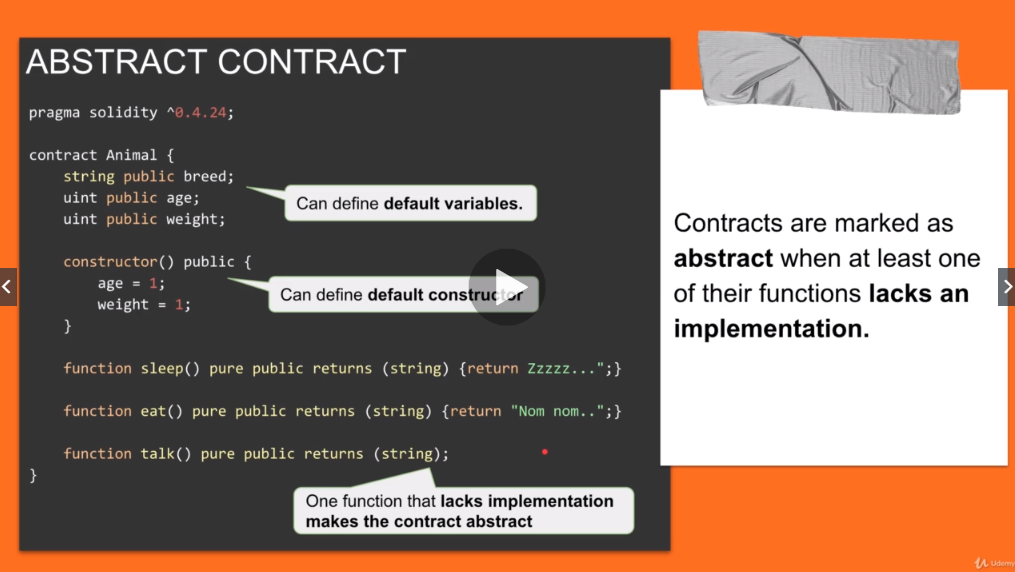 ABSTRACT CONTRACT
pragma solidity ^0.4.24;
contract Animal {
string public breed;
uint public age;
uint public weight;
Can define default variables.
constructor() public {
age = 1;
weight = 1;
}
Can define default constructor
function sleep() pure public returns (string) {return Zzzzz...";}
function eat() pure public returns (string) {return "Nom nom..";}
function talk() pure public returns (string);
}
One function that lacks implementation
makes the contract abstract
Contracts are marked as
abstract when at least one
of their functions lacks an
implementation.
Udemy